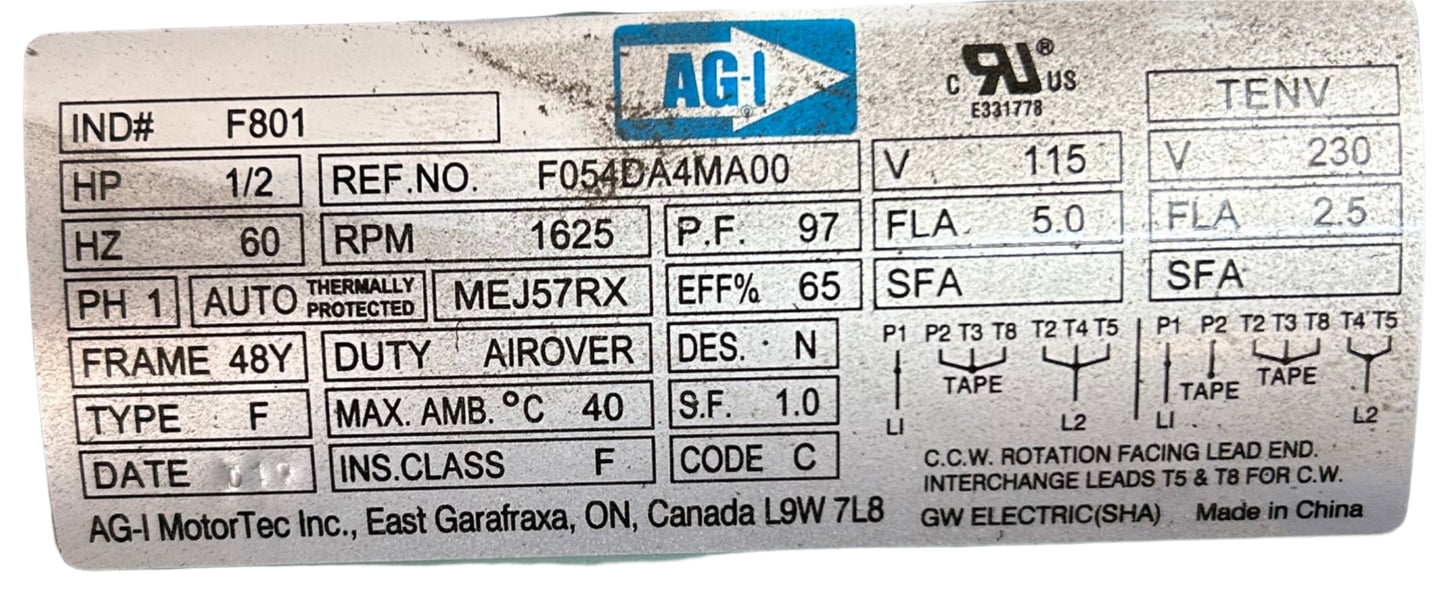 AG-I
®
c RU ® US
E331778
TENV
IND# F801
HP 1/2
REF.NO. F054DA4MA00
V 115
V 230
HZ 60
RPM 1625
P.F. 97
FLA 5.0
FLA 2.5
PH 1
AUTO THERMALLY PROTECTED
MEJ57RX
EFF% 65
SFA
SFA
FRAME 48Y
DUTY AIROVER
DES. N
P1 P2 T3 T8 T2 T4 T5
TAPE
LI L2
P1 P2 T2 T3 T8 T4 T5
TAPE TAPE
LI L2
TYPE F
MAX. AMB. °C 40
S.F. 1.0
DATE
INS.CLASS F
CODE C
C.C.W. ROTATION FACING LEAD END.
INTERCHANGE LEADS T5 & T8 FOR C.W.
AG-I MotorTec Inc., East Garafraxa, ON, Canada L9W 7L8
GW ELECTRIC(SHA) Made in China